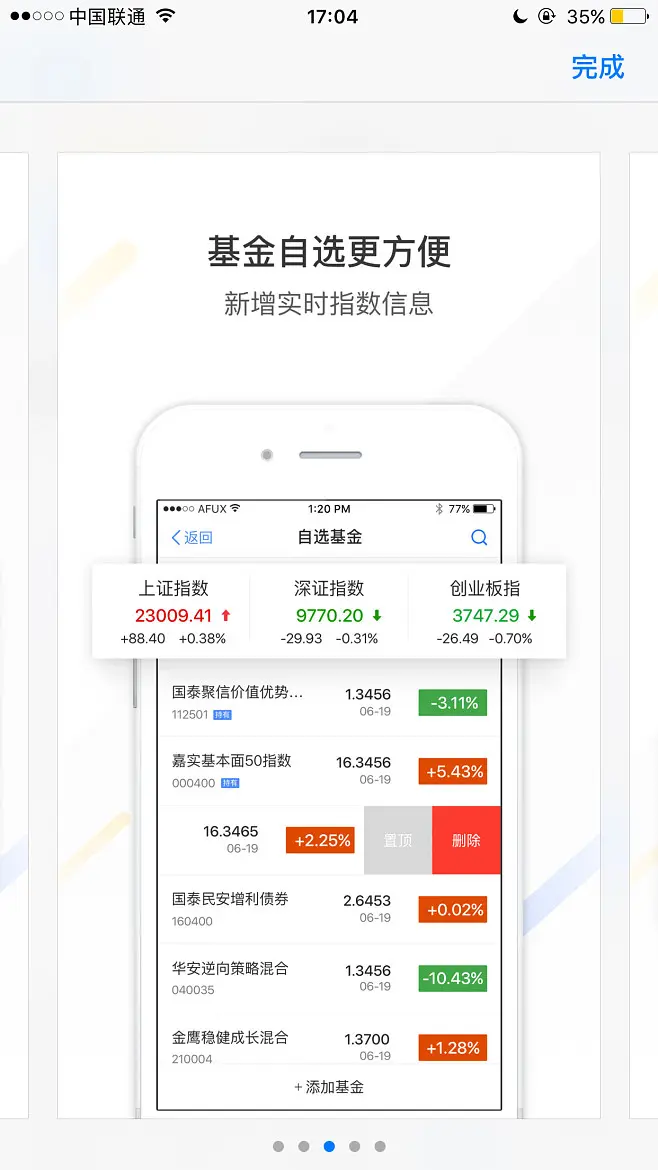 中国联通 17:04 35%
完成
基金自选更方便
新增实时指数信息
AFUX 1:20 PM 77%
返回 自选基金
上证指数 深证指数 创业板指
23009.41 9770.20 3747.29
+88.40 +0.38% -29.93 -0.31% -26.49 -0.70%
国泰聚信价值优势... 1.3456 -3.11%
112501 持有 06-19
嘉实基本面50指数 16.3456 +5.43%
000400 持有 06-19
16.3465 +2.25% 置顶 删除
06-19
国泰民安增利债券 2.6453 +0.02%
160400 06-19
华安逆向策略混合 1.3456 -10.43%
040035 06-19
金鹰稳健成长混合 1.3700 +1.28%
210004 06-19
+ 添加基金